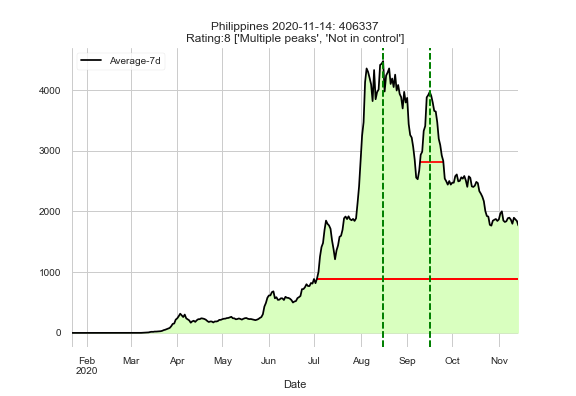 Philippines 2020-11-14: 406337
Rating:8 ['Multiple peaks', 'Not in control']
Average-7d
4000
3000
2000
1000
0
Feb Mar Apr May Jun Jul Aug Sep Oct Nov
2020
Date